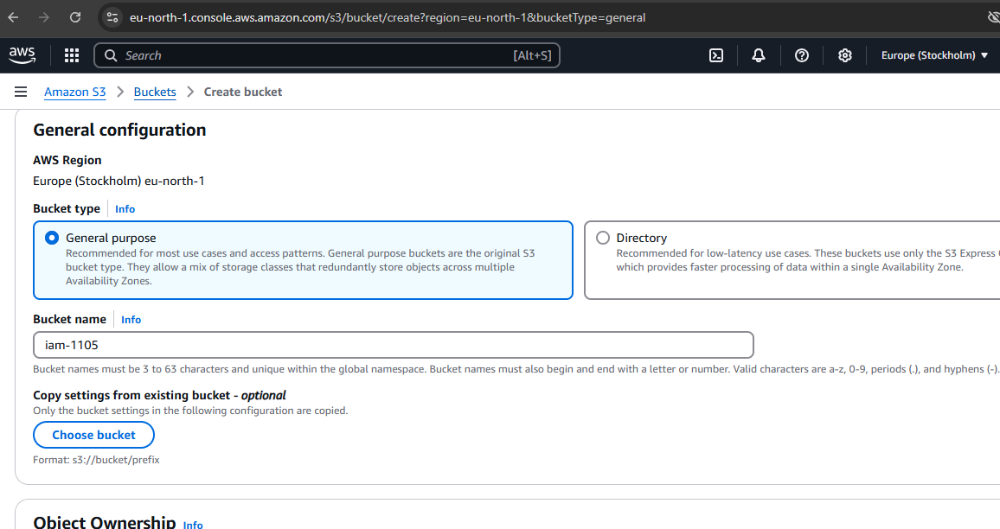 eu-north-1.console.aws.amazon.com/s3/bucket/create?region=eu-north-1&bucketType=general
aws
Search
[Alt+S]
Europe (Stockholm)
Amazon S3 > Buckets > Create bucket
General configuration
AWS Region
Europe (Stockholm) eu-north-1
Bucket type
Info
General purpose
Recommended for most use cases and access patterns. General purpose buckets are the original S3
bucket type. They allow a mix of storage classes that redundantly store objects across multiple
Availability Zones.
Directory
Recommended for low-latency use cases. These buckets use only the S3 Express
which provides faster processing of data within a single Availability Zone.
Bucket name
Info
iam-1105
Bucket names must be 3 to 63 characters and unique within the global namespace. Bucket names must also begin and end with a letter or number. Valid characters are a-z, 0-9, periods (.), and hyphens (-).
Copy settings from existing bucket - optional
Only the bucket settings in the following configuration are copied.
Choose bucket
Format: s3://bucket/prefix
Object Ownership
Info